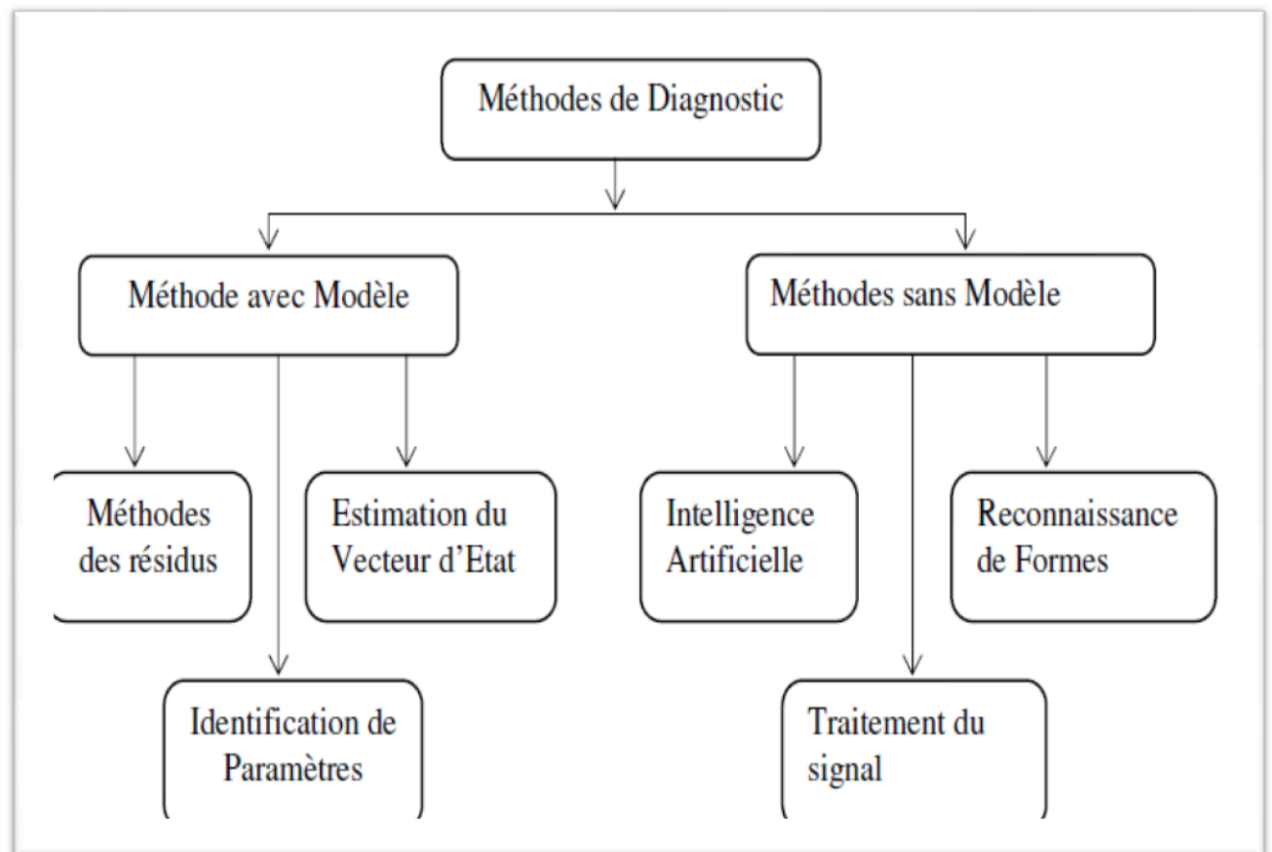 Méthodes de Diagnostic
Méthode avec Modèle
Méthodes sans Modèle
Méthodes
des résidus
Estimation du
Vecteur d'Etat
Intelligence
Artificielle
Reconnaissance
de Formes
Identification de
Paramètres
Traitement du
signal